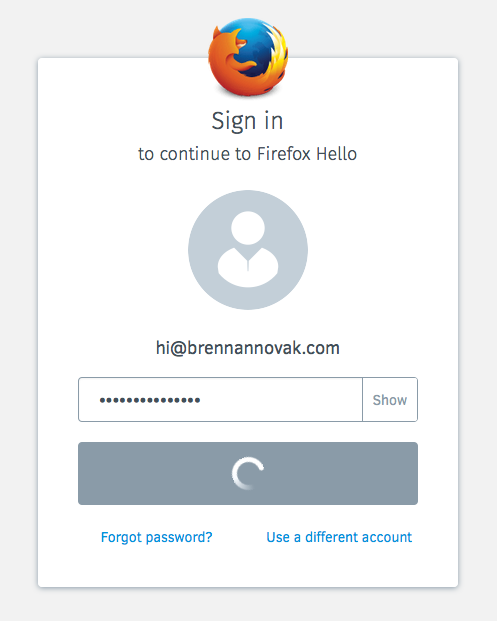 Sign in
to continue to Firefox Hello
hi@brennannovak.com
••••••••••••••• Show
Forgot password? Use a different account